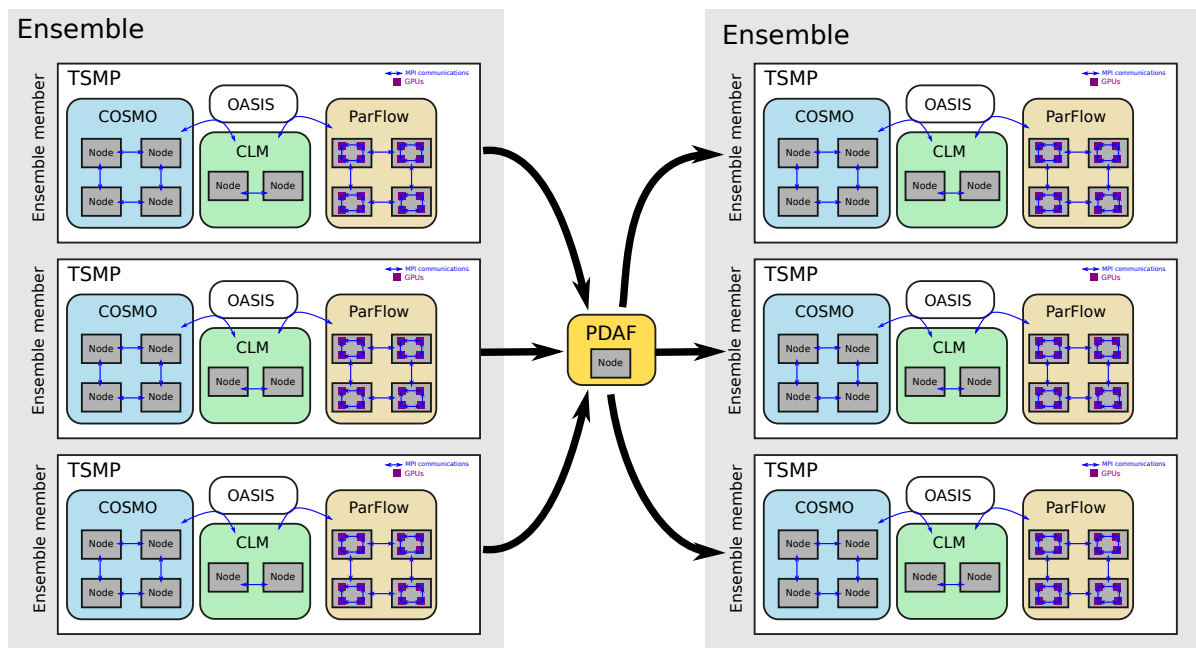 Ensemble
Ensemble member
TSMP
MPI communications
GPUs
COSMO
OASIS
ParFlow
CLM
Node Node
Node Node
Node Node
Ensemble member
TSMP
MPI communications
GPUs
COSMO
OASIS
ParFlow
CLM
Node Node
Node Node
Node Node
Ensemble member
TSMP
MPI communications
GPUs
COSMO
OASIS
ParFlow
CLM
Node Node
Node Node
Node Node
PDAF
Node
Ensemble
Ensemble member
TSMP
MPI communications
GPUs
COSMO
OASIS
ParFlow
CLM
Node Node
Node Node
Node Node
Ensemble member
TSMP
MPI communications
GPUs
COSMO
OASIS
ParFlow
CLM
Node Node
Node Node
Node Node
Ensemble member
TSMP
MPI communications
GPUs
COSMO
OASIS
ParFlow
CLM
Node Node
Node Node
Node Node